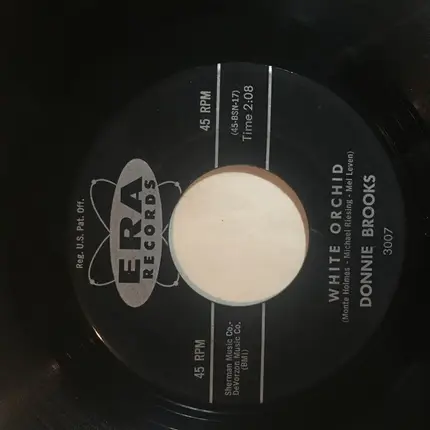 Reg. U.S. Pat. Off.
ERA
RECORDS
45 RPM
Sherman Music Co.-
DeVorzon Music Co.
(BMI)
45 RPM
(45-BSN-17)
Time 2:08
WHITE ORCHID
(Monte Holmes - Michael Riesing - Mel Leven)
DONNIE BROOKS
3007